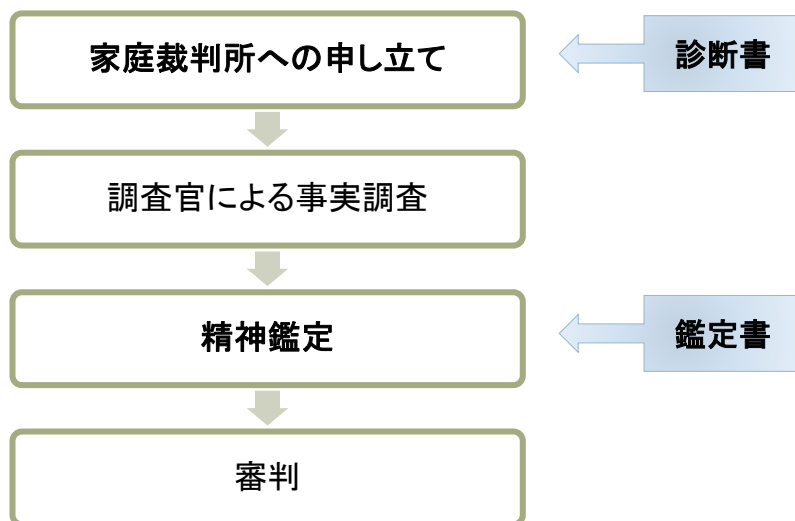 家庭裁判所への申し立て
診断書
調査官による事実調査
精神鑑定
鑑定書
審判